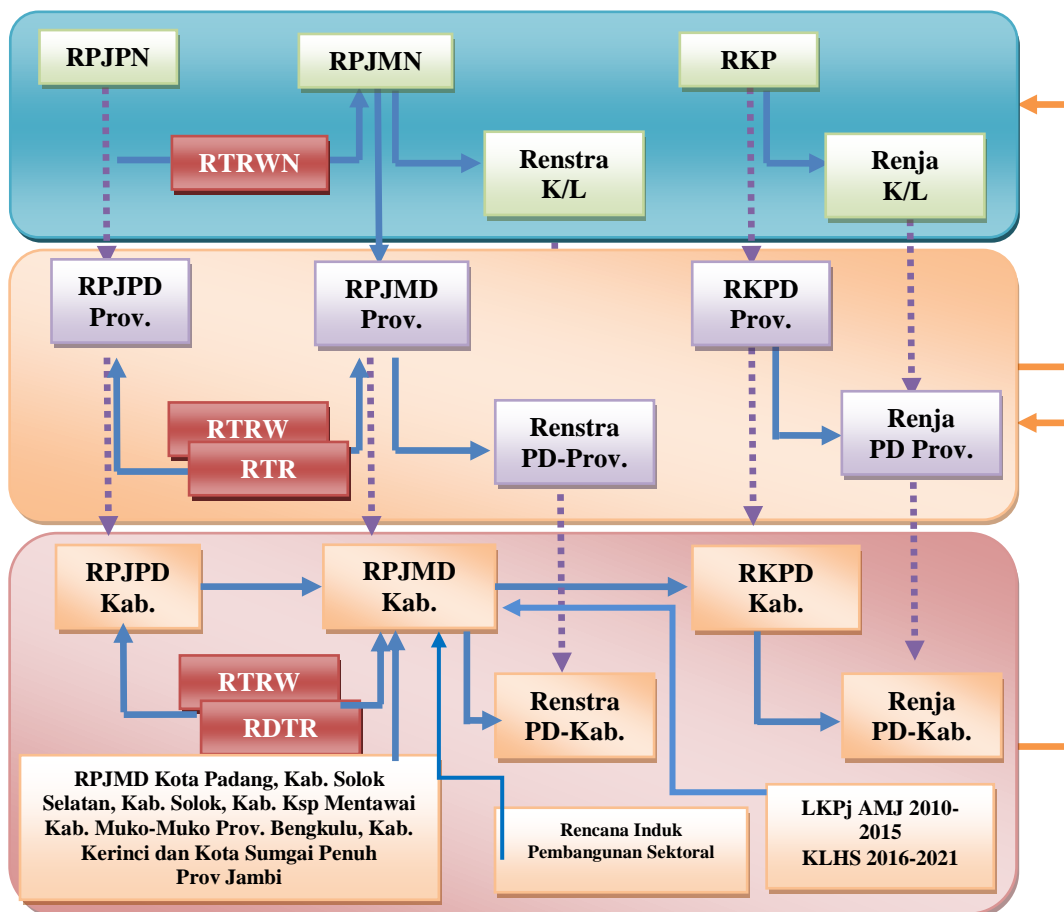 RPJPN
RPJMN
RKP
RTRWN
Renstra
K/L
Renja
K/L
RPJPD
Prov.
RPJMD
Prov.
RKPD
Prov.
RTRW
RTR
Renstra
PD-Prov.
Renja
PD Prov.
RPJPD
Kab.
RPJMD
Kab.
RKPD
Kab.
RTRW
RDTR
Renstra
PD-Kab.
Renja
PD-Kab.
RPJMD Kota Padang, Kab. Solok
Selatan, Kab. Solok, Kab. Ksp Mentawai
Kab. Muko-Muko Prov. Bengkulu, Kab.
Kerinci dan Kota Sumgai Penuh
Prov Jambi
Rencana Induk
Pembangunan Sektoral
LKPj AMJ 2010-
2015
KLHS 2016-2021